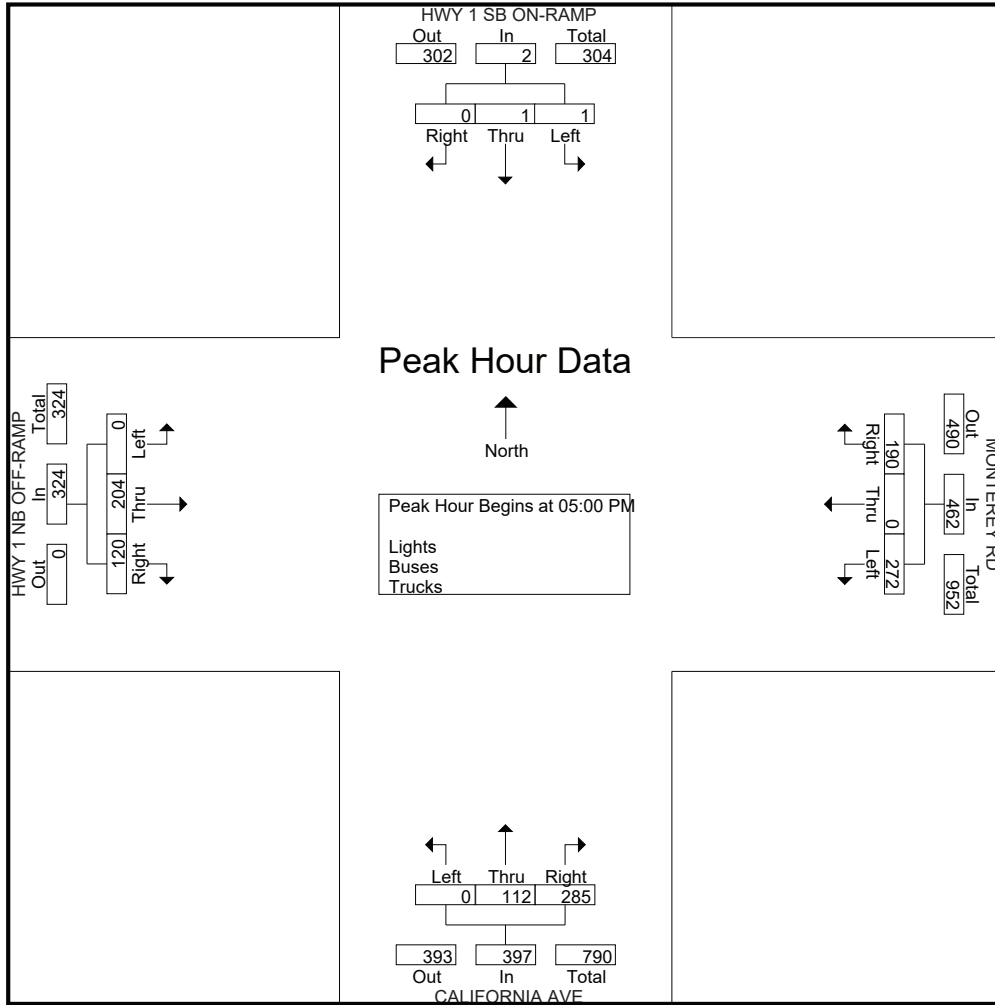 HWY 1 SB ON-RAMP
Out In Total
302 2 304
0 1 1
Right Thru Left
Peak Hour Data
North
Peak Hour Begins at 05:00 PM
Lights
Buses
Trucks
HWY 1 NB OFF-RAMP
Out In Total
0 324 324
Right Thru Left
120 204 0
MONTEREY RD
Out In Total
490 462 952
190 0 272
Right Thru Left
Left Thru Right
0 112 285
393 397 790
Out In Total
CALIFORNIA AVE